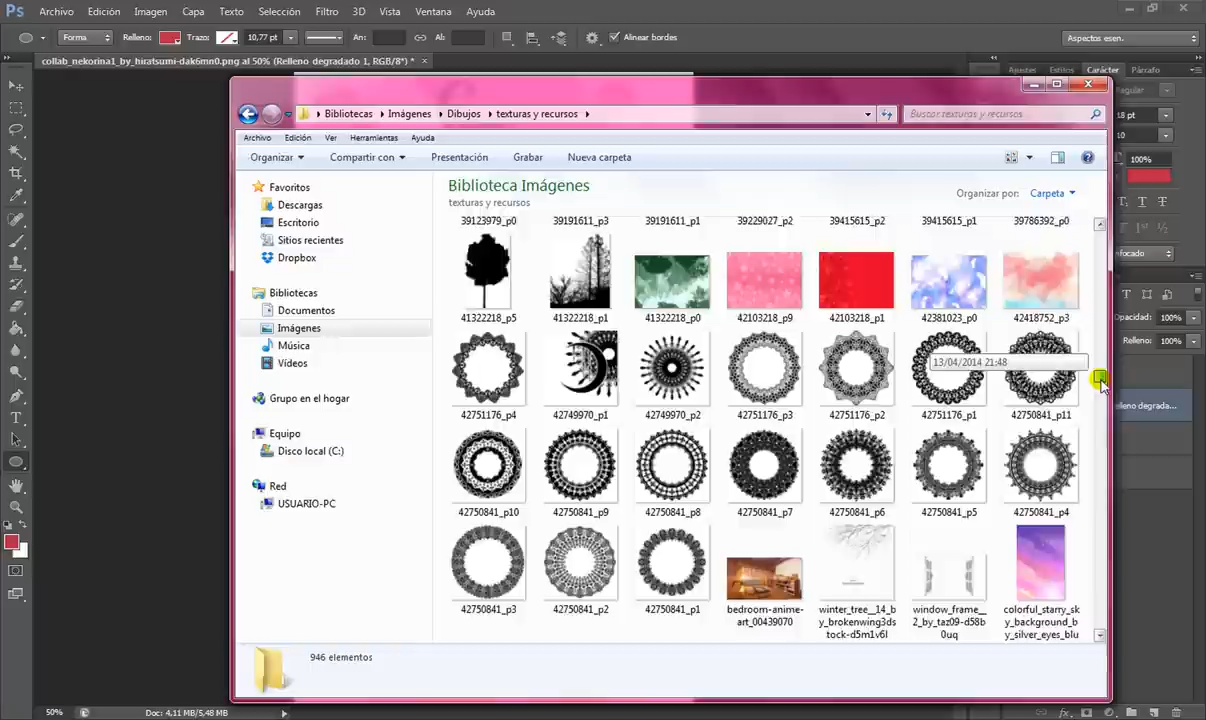 Ps Archivo Edición Imagen Capa Texto Selección Filtro 3D Vista Ventana Ayuda
Forma Relleno: Trazo: 10,77 pt An: Al: Alinear bordes Aspectos esen.
collab_nekorina1_by_hiratsumi-dak6mn0.png al 50% (Relleno degradado 1, RGB/8*) * ×
Ajustes Estilos Carácter Párrafo
Regular
18 pt
10
100%
Opacidad: 100%
Relleno: 100%
Bibliotecas Imágenes Dibujos texturas y recursos
Buscar texturas y recursos
Archivo Edición Ver Herramientas Ayuda
Organizar Compartir con Presentación Grabar Nueva carpeta
Favoritos
Descargas
Escritorio
Sitios recientes
Dropbox
Bibliotecas
Documentos
Imágenes
Música
Vídeos
Grupo en el hogar
Equipo
Disco local (C:)
Red
USUARIO-PC
Biblioteca Imágenes
texturas y recursos
Organizar por: Carpeta
39123979_p0 39191611_p3 39191611_p1 39229027_p2 39415615_p2 39415615_p1 39786392_p0
41322218_p5 41322218_p1 41322218_p0 42103218_p9 42103218_p1 42381023_p0 42418752_p3
13/04/2014 21:48
42751176_p4 42749970_p1 42749970_p2 42751176_p3 42751176_p2 42751176_p1 42750841_p11
42750841_p10 42750841_p9 42750841_p8 42750841_p7 42750841_p6 42750841_p5 42750841_p4
42750841_p3 42750841_p2 42750841_p1 bedroom-anime-art_00439070 winter_tree__14_by_brokenwing3dstock-d5m1v6l window_frame__2_by_taz09-d58b0uq colorful_starry_sky_background_by_silver_eyes_blu
946 elementos
50% Doc: 4,11 MB/5,48 MB